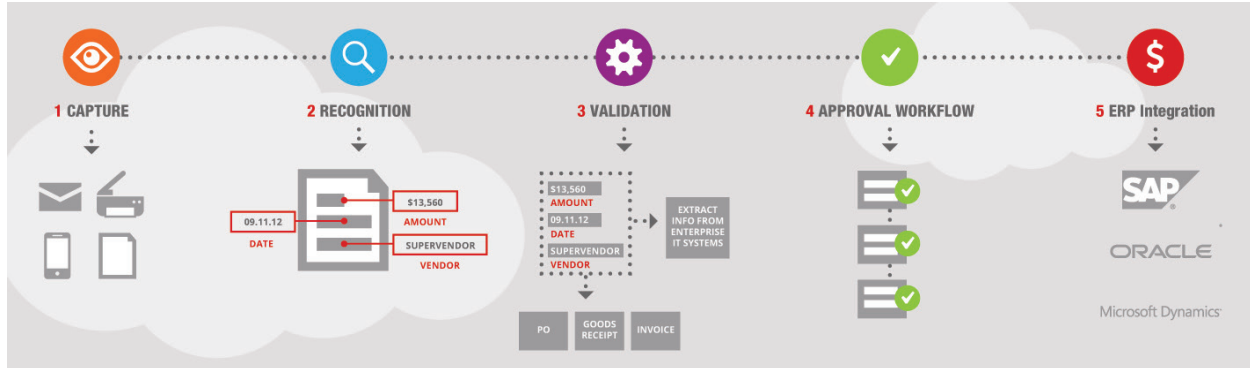 1 CAPTURE
2 RECOGNITION
3 VALIDATION
4 APPROVAL WORKFLOW
5 ERP Integration
$13,560
AMOUNT
09.11.12
DATE
SUPERVENDOR
VENDOR
$13,560
AMOUNT
09.11.12
DATE
SUPERVENDOR
VENDOR
EXTRACT
INFO FROM
ENTERPRISE
IT SYSTEMS
PO
GOODS
RECEIPT
INVOICE
SAP
ORACLE
Microsoft Dynamics